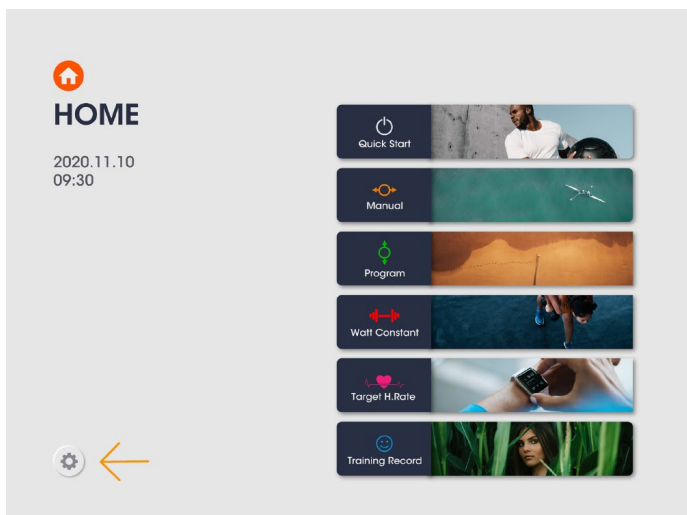 HOME
2020.11.10
09:30
Quick Start
Manual
Program
Watt Constant
Target H.Rate
Training Record